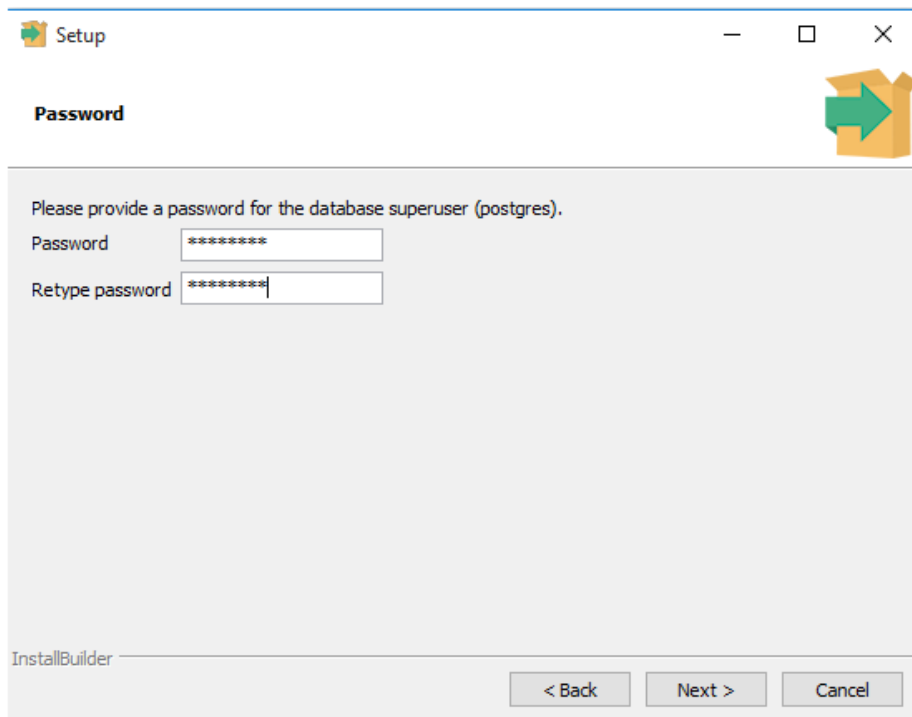 Setup
Password
Please provide a password for the database superuser (postgres).
Password ********
Retype password ********
InstallBuilder
< Back Next > Cancel